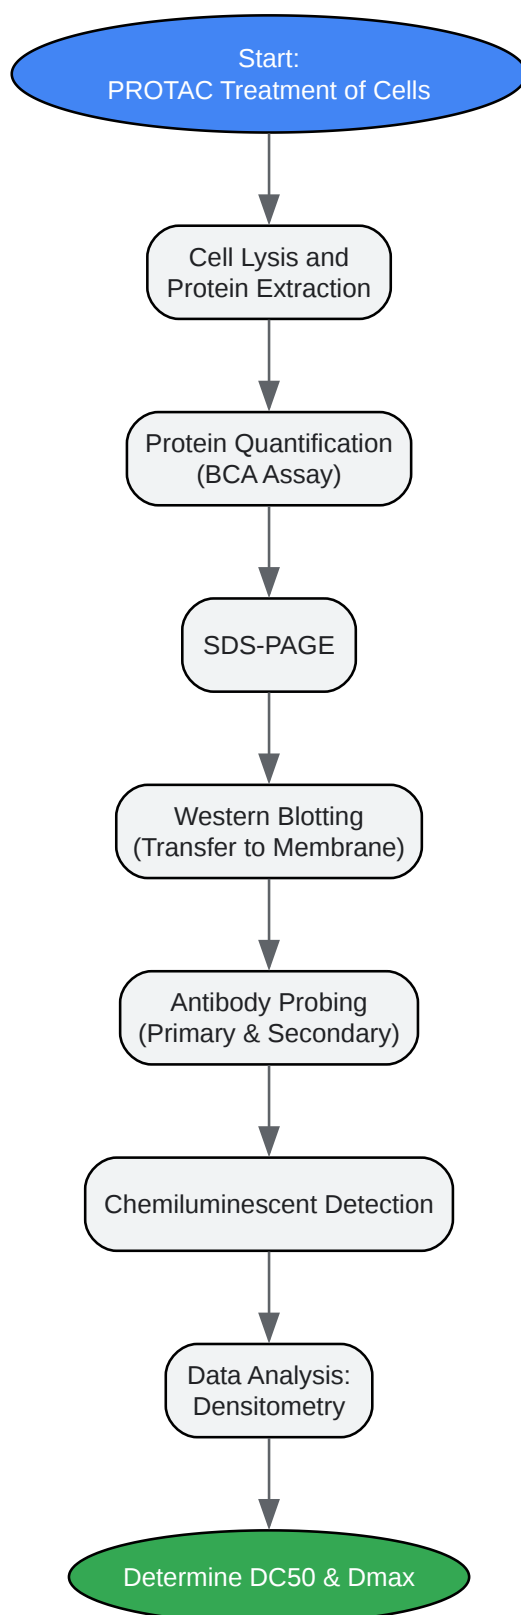 Start:
PROTAC Treatment of Cells
Cell Lysis and
Protein Extraction
Protein Quantification
(BCA Assay)
SDS-PAGE
Western Blotting
(Transfer to Membrane)
Antibody Probing
(Primary & Secondary)
Chemiluminescent Detection
Data Analysis:
Densitometry
Determine DC50 & Dmax